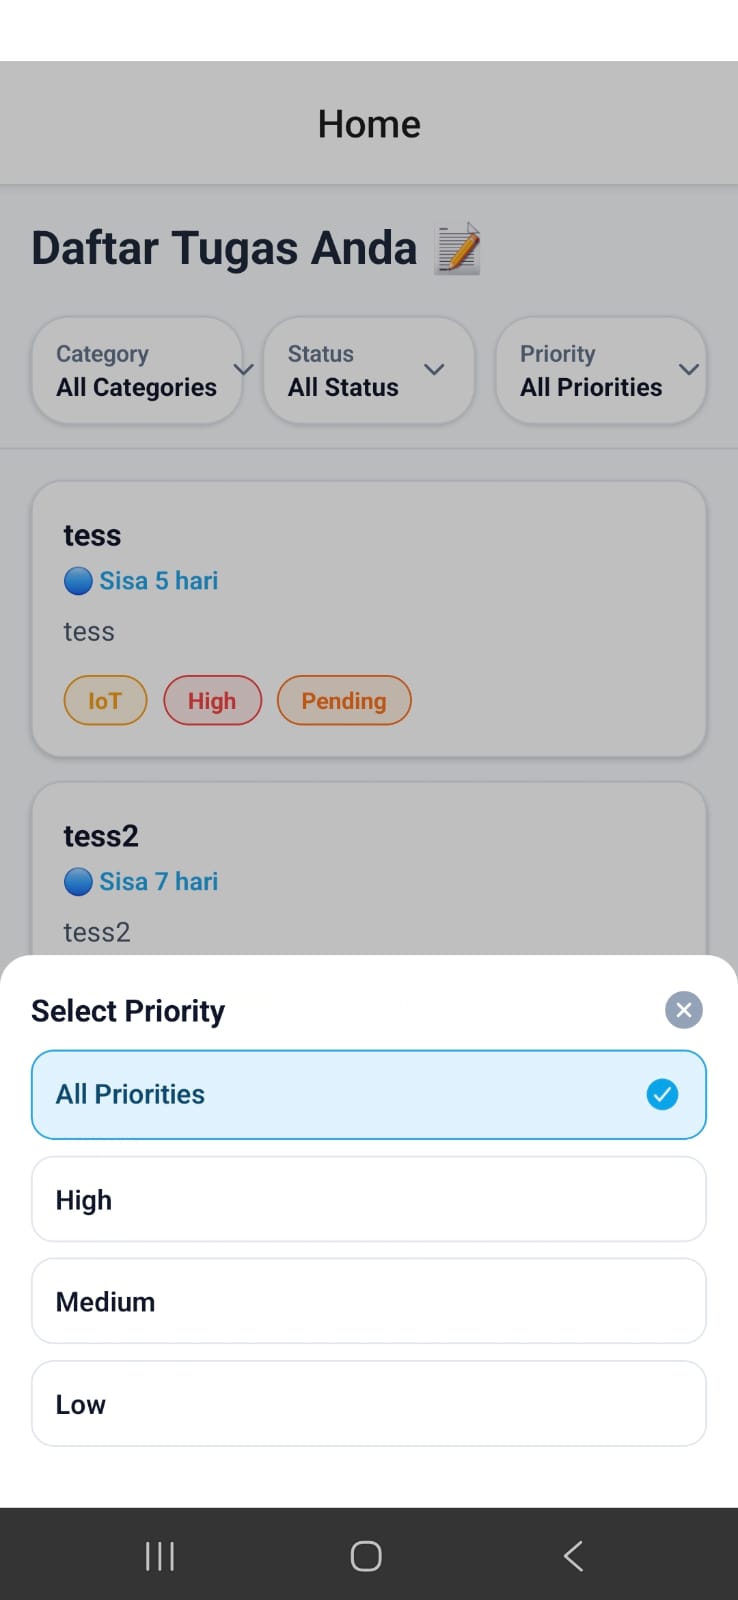 Home
Daftar Tugas Anda 📝
Category
All Categories
Status
All Status
Priority
All Priorities
tess
Sisa 5 hari
tess
IoT
High
Pending
tess2
Sisa 7 hari
tess2
Select Priority
All Priorities
High
Medium
Low